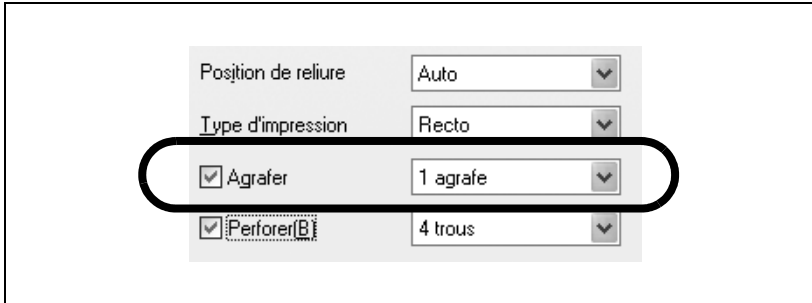 Position de reliure Auto
Type d'impression Recto
Agrafer 1 agrafe
Perforer(B) 4 trous